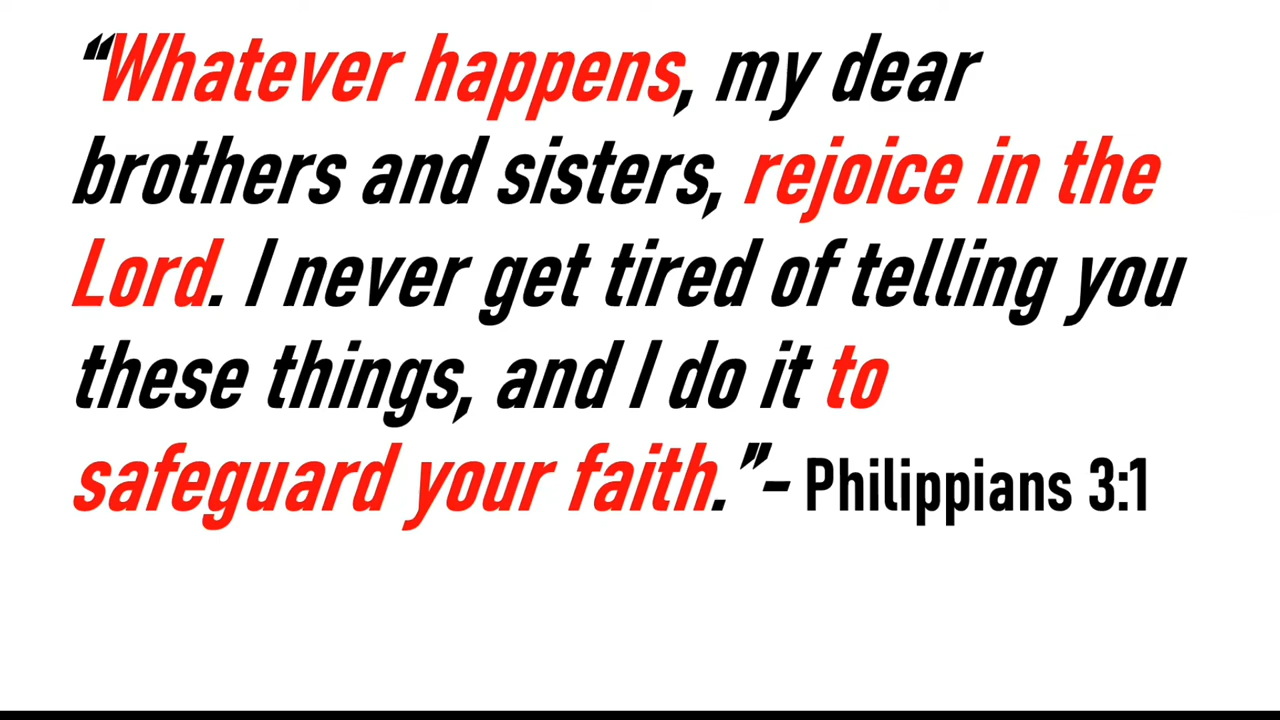 “Whatever happens, my dear
brothers and sisters, rejoice in the
Lord. I never get tired of telling you
these things, and I do it to
safeguard your faith.”– Philippians 3:1